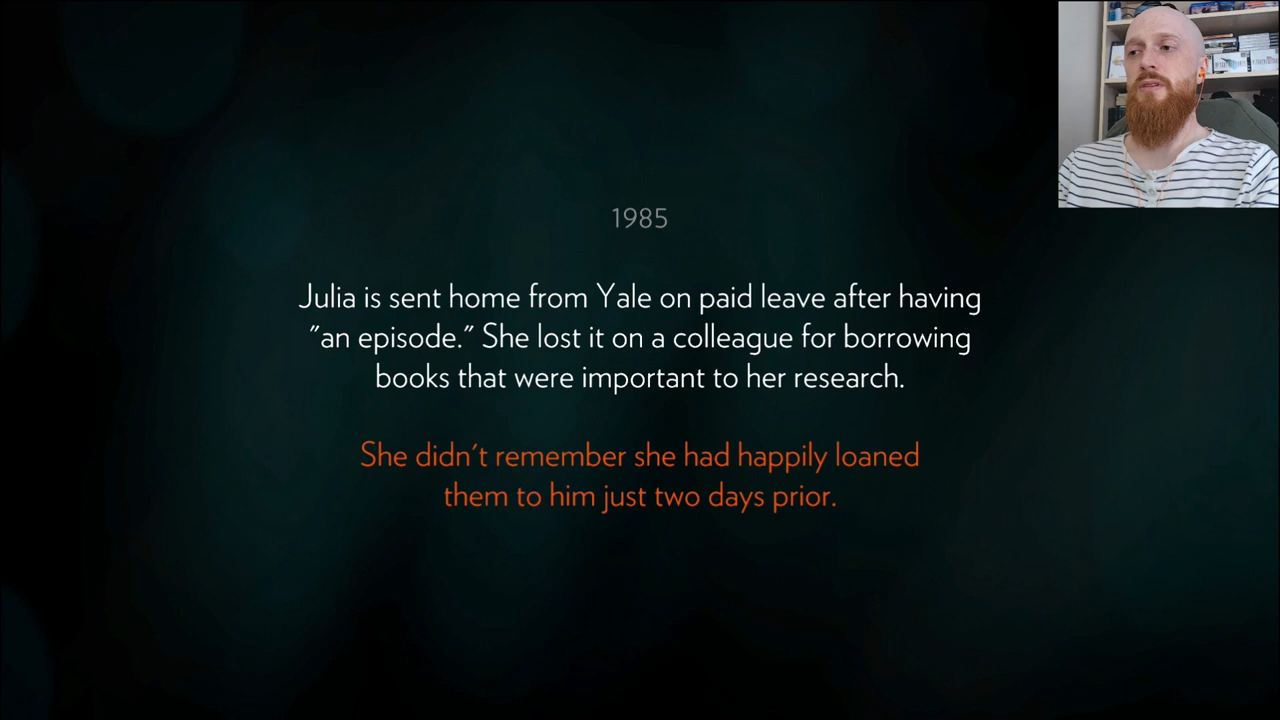 1985
Julia is sent home from Yale on paid leave after having
"an episode." She lost it on a colleague for borrowing
books that were important to her research.
She didn't remember she had happily loaned
them to him just two days prior.